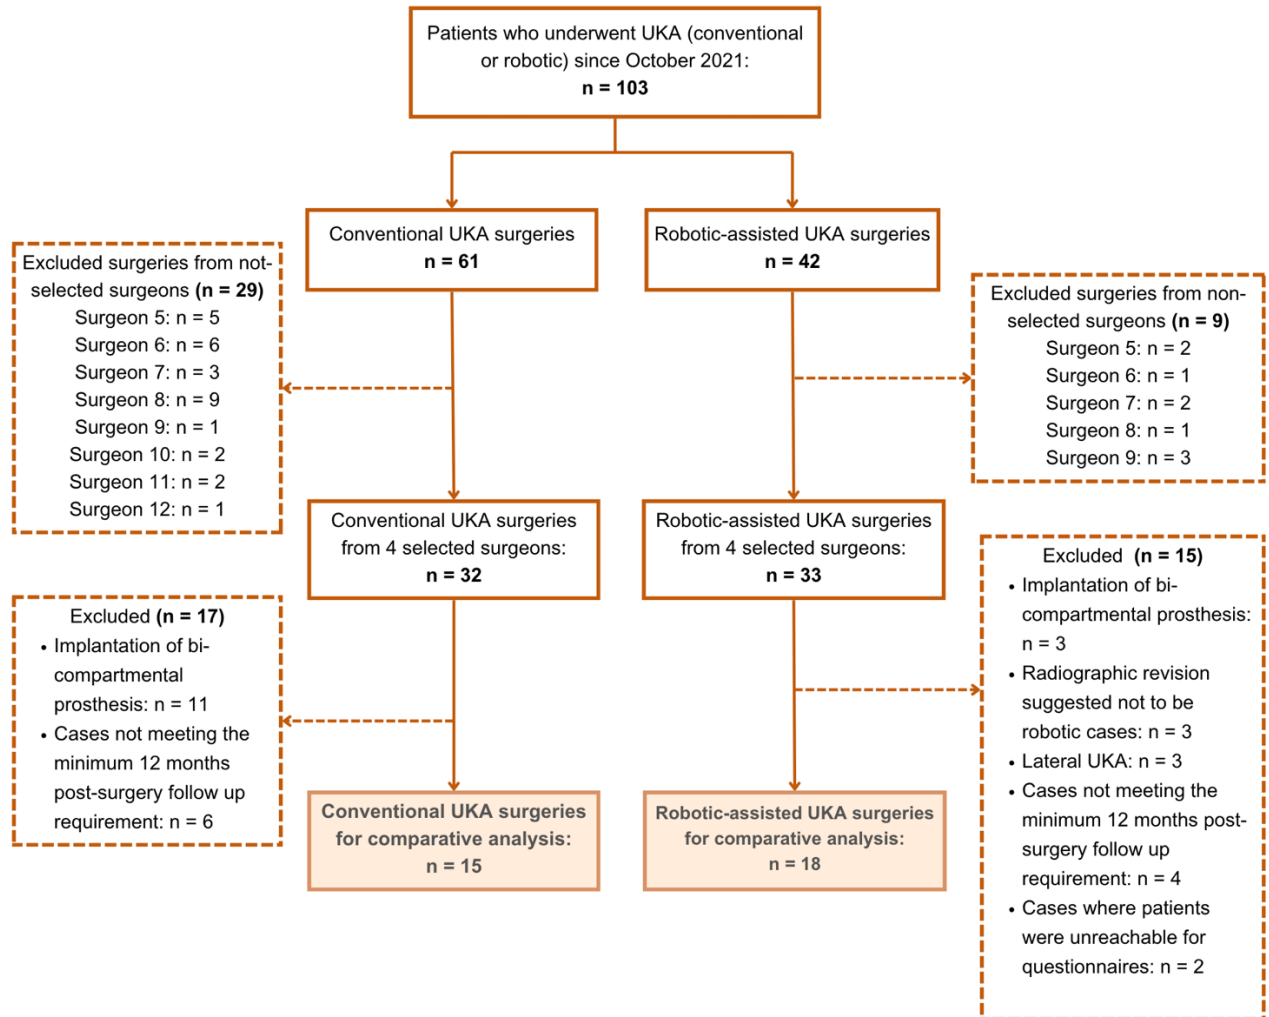 Patients who underwent UKA (conventional
or robotic) since October 2021:
n = 103
Conventional UKA surgeries
n = 61
Robotic-assisted UKA surgeries
n = 42
Excluded surgeries from not-
selected surgeons (n = 29)
Surgeon 5: n = 5
Surgeon 6: n = 6
Surgeon 7: n = 3
Surgeon 8: n = 9
Surgeon 9: n = 1
Surgeon 10: n = 2
Surgeon 11: n = 2
Surgeon 12: n = 1
Excluded surgeries from non-
selected surgeons (n = 9)
Surgeon 5: n = 2
Surgeon 6: n = 1
Surgeon 7: n = 2
Surgeon 8: n = 1
Surgeon 9: n = 3
Conventional UKA surgeries
from 4 selected surgeons:
n = 32
Robotic-assisted UKA surgeries
from 4 selected surgeons:
n = 33
Excluded (n = 17)
• Implantation of bi-
compartmental
prosthesis: n = 11
• Cases not meeting the
minimum 12 months
post-surgery follow up
requirement: n = 6
Excluded (n = 15)
• Implantation of bi-
compartmental prosthesis:
n = 3
• Radiographic revision
suggested not to be
robotic cases: n = 3
• Lateral UKA: n = 3
• Cases not meeting the
minimum 12 months post-
surgery follow up
requirement: n = 4
• Cases where patients
were unreachable for
questionnaires: n = 2
Conventional UKA surgeries
for comparative analysis:
n = 15
Robotic-assisted UKA surgeries
for comparative analysis:
n = 18